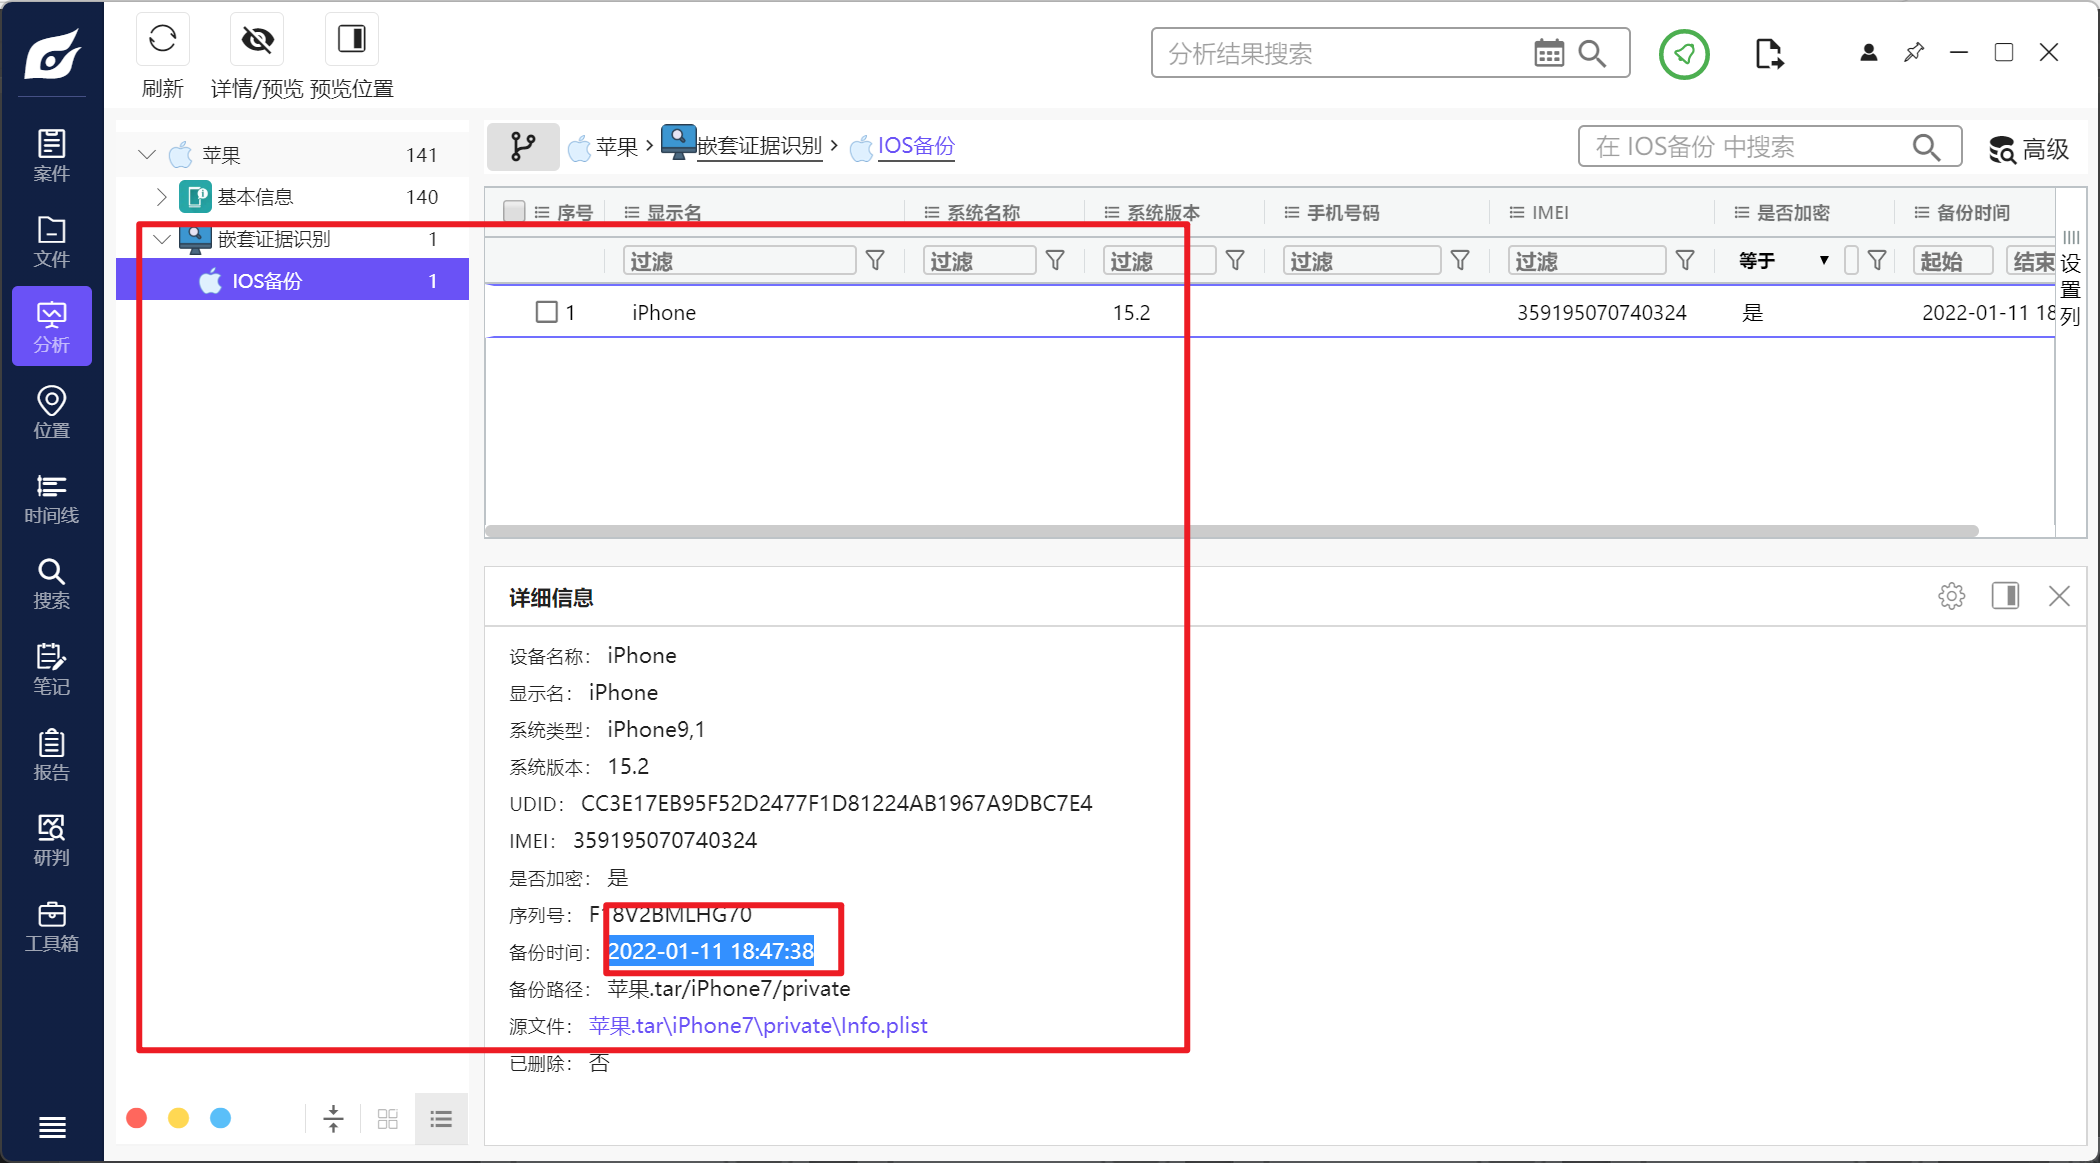 刷新
详情/预览
预览位置
分析结果搜索
案件
文件
分析
位置
时间线
搜索
笔记
报告
研判
工具箱
苹果 141
基本信息 140
嵌套证据识别 1
IOS备份 1
苹果 > 嵌套证据识别 > IOS备份
在 IOS备份 中搜索
高级
序号 显示名 系统名称 系统版本 手机号码 IMEI 是否加密 备份时间
过滤 过滤 过滤 过滤 过滤 等于 起始 结束
1 iPhone 15.2 359195070740324 是 2022-01-11 18
设置列
详细信息
设备名称： iPhone
显示名： iPhone
系统类型： iPhone9,1
系统版本： 15.2
UDID： CC3E17EB95F52D2477F1D81224AB1967A9DBC7E4
IMEI： 359195070740324
是否加密： 是
序列号：
备份时间： 2022-01-11 18:47:38
备份路径： 苹果.tar/iPhone7/private
源文件： 苹果.tar\iPhone7\private\Info.plist
已删除： 否